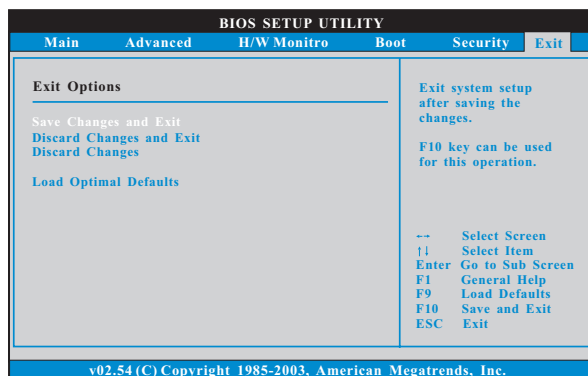 BIOS SETUP UTILITY
Main Advanced H/W Monitro Boot Security Exit
Exit Options
Save Changes and Exit
Discard Changes and Exit
Discard Changes
Load Optimal Defaults
Exit system setup
after saving the
changes.
F10 key can be used
for this operation.
←→ Select Screen
↑↓ Select Item
Enter Go to Sub Screen
F1 General Help
F9 Load Defaults
F10 Save and Exit
ESC Exit
v02.54 (C) Copyright 1985-2003, American Megatrends, Inc.